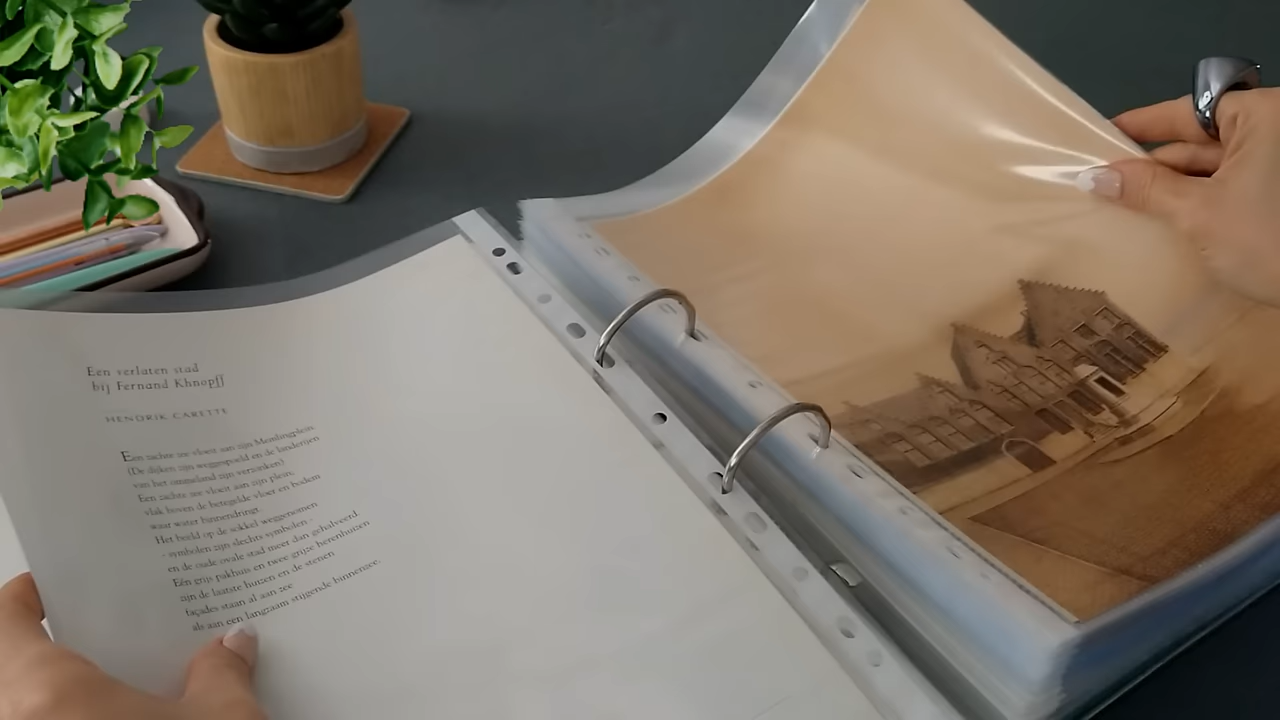 Een verlaten stad
bij Fernand Khnopff
HENDRIK CARETTE
Een zachte zee vloeit aan zijn Memlingplein
(De dijken zijn weggespoeld en de landerijen
van het ommeland zijn verzonken).
Een zachte zee vloeit aan zijn plein,
vlak boven de betegelde vloer en bodem
waar water binnendringt.
Het beeld op de sokkel weggenomen
- symbolen zijn slechts symbolen -
en de oude ovale stad meer dan gehalveerd.
Eén grijs pakhuis en twee grijze herenhuizen
zijn de laatste huizen en de stenen
façades staan al aan zee
als aan een langzaam stijgende binnenzee.